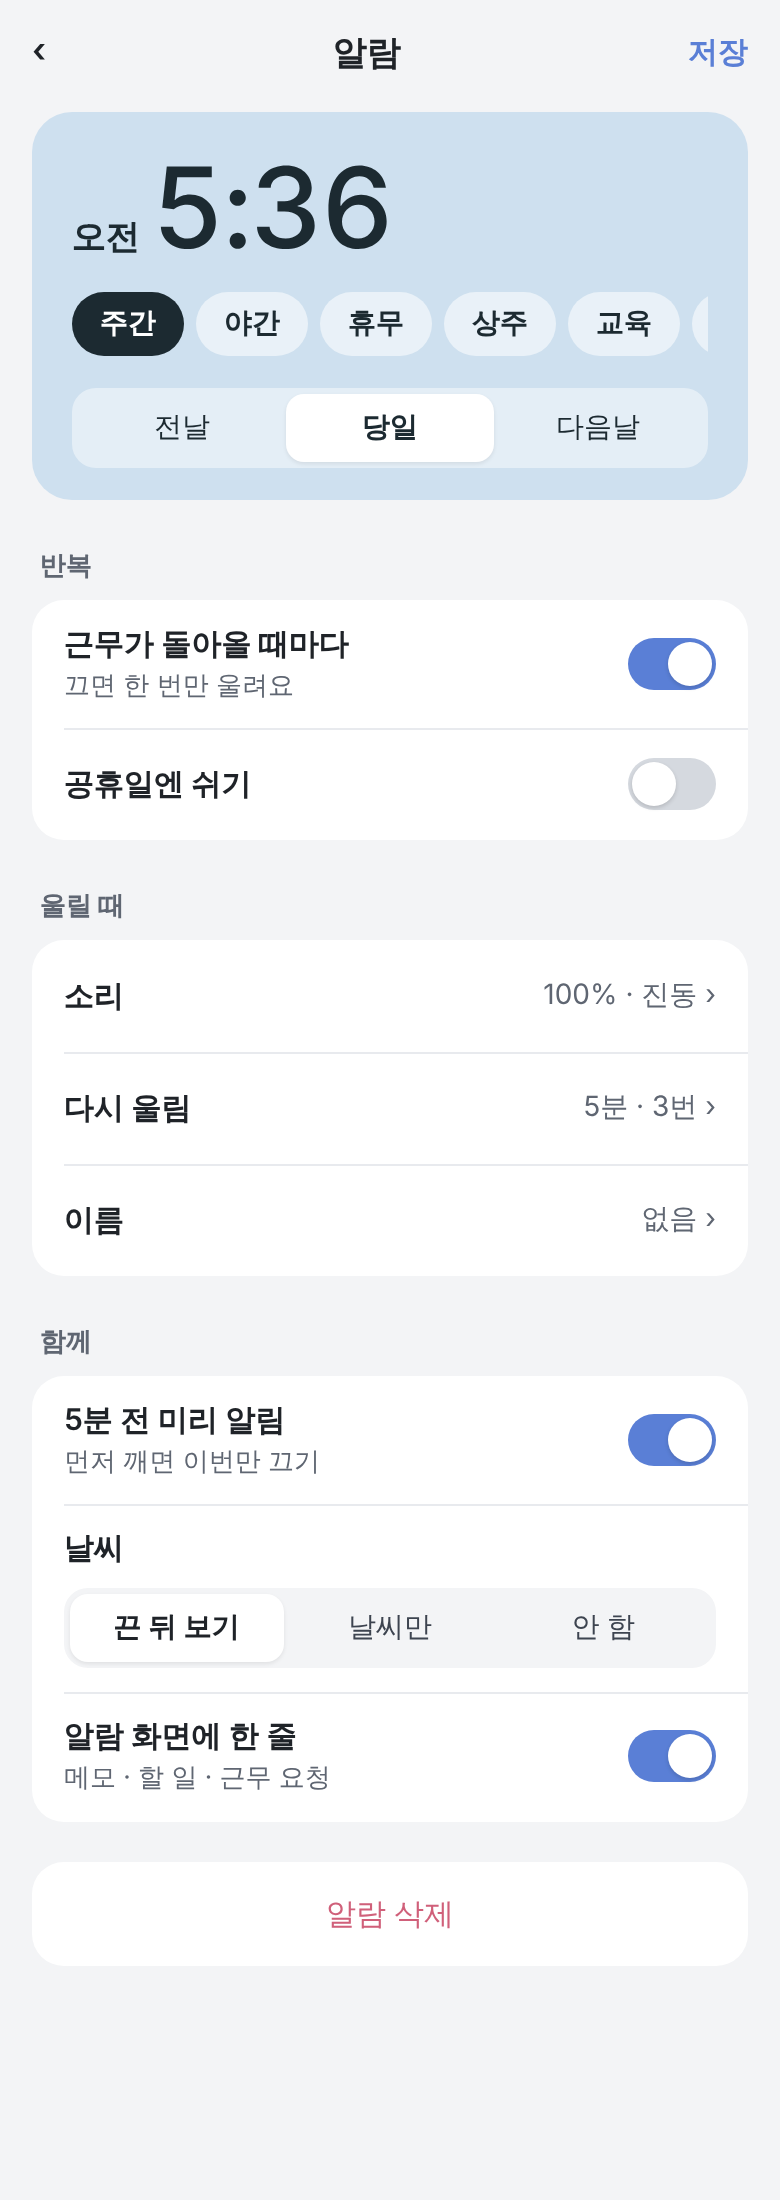 ‹ 알람 저장
오전 5:36
주간 야간 휴무 상주 교육
전날 당일 다음날
반복
근무가 돌아올 때마다
끄면 한 번만 울려요
공휴일엔 쉬기
울릴 때
소리 100% · 진동 ›
다시 울림 5분 · 3번 ›
이름 없음 ›
함께
5분 전 미리 알림
먼저 깨면 이번만 끄기
날씨
끈 뒤 보기 날씨만 안 함
알람 화면에 한 줄
메모 · 할 일 · 근무 요청
알람 삭제